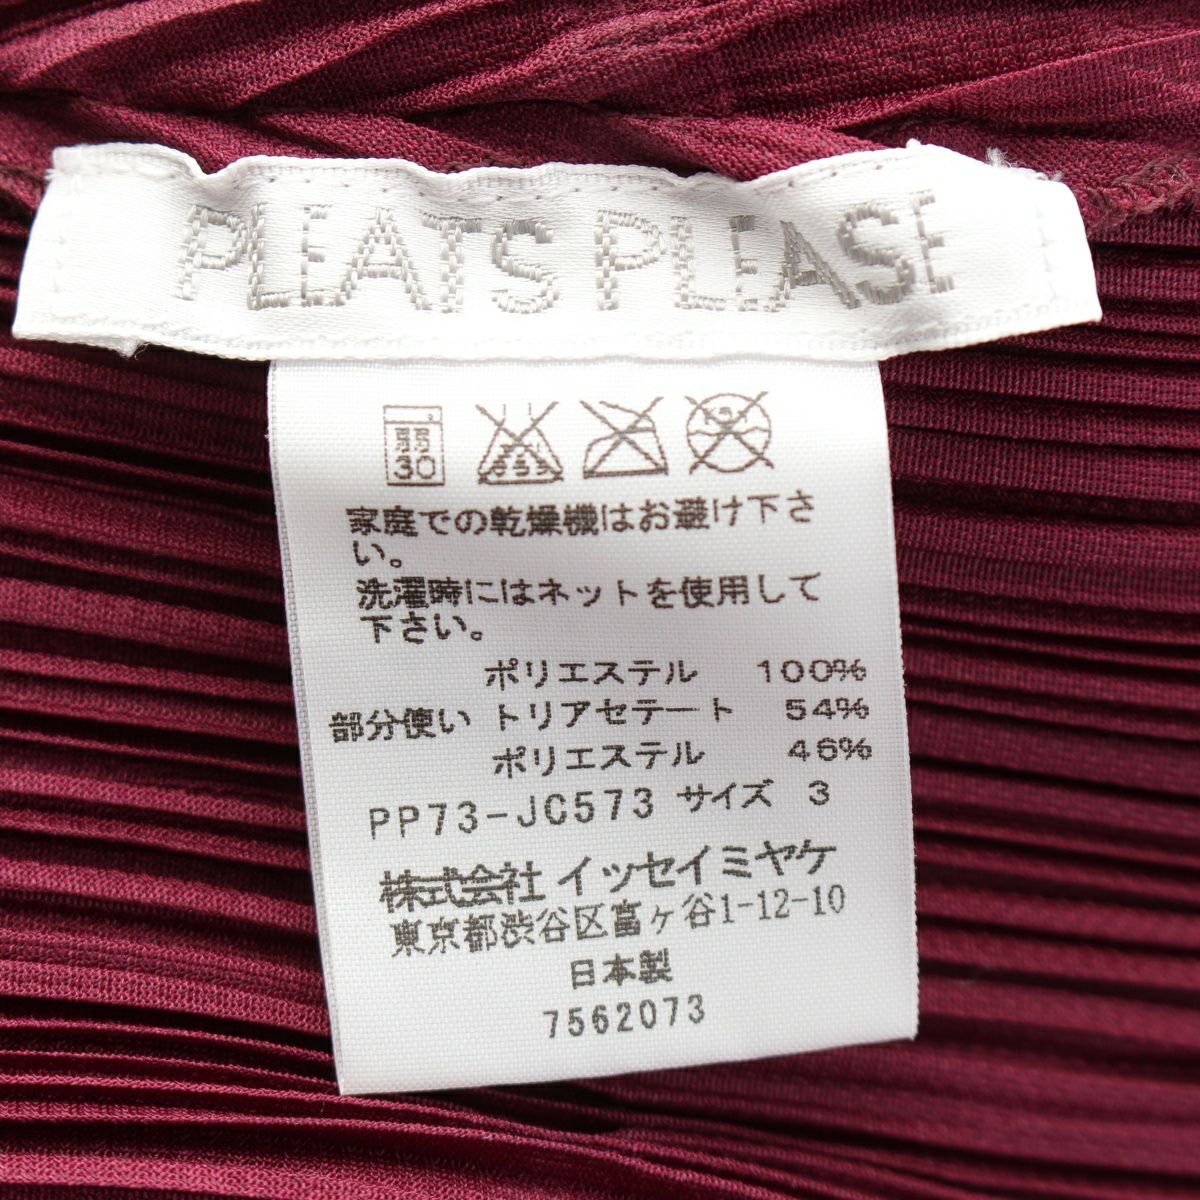 PLEATS PLEASE
弱
30
家庭での乾燥機はお避け下さ
い。
洗濯時にはネットを使用して
下さい。
ポリエステル 100%
部分使い トリアセテート 54%
ポリエステル 46%
PP73-JC573 サイズ 3
株式会社 イッセイミヤケ
東京都渋谷区富ヶ谷1-12-10
日本製
7562073